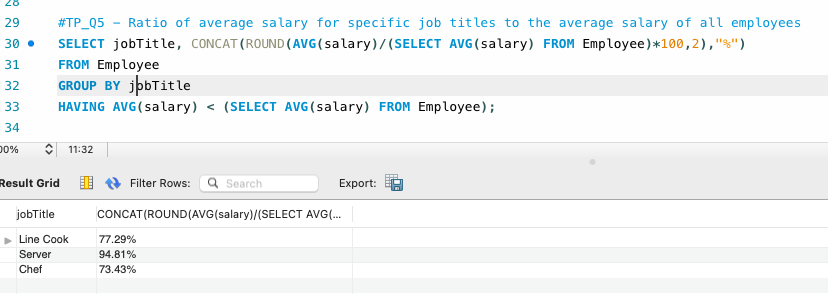 28
29 #TP_Q5 - Ratio of average salary for specific job titles to the average salary of all employees
30 SELECT jobTitle, CONCAT(ROUND(AVG(salary)/(SELECT AVG(salary) FROM Employee)*100,2),"%")
31 FROM Employee
32 GROUP BY jobTitle
33 HAVING AVG(salary) < (SELECT AVG(salary) FROM Employee);
34
00% 11:32
Result Grid Filter Rows: Search Export:
jobTitle CONCAT(ROUND(AVG(salary)/(SELECT AVG(...
Line Cook 77.29%
Server 94.81%
Chef 73.43%